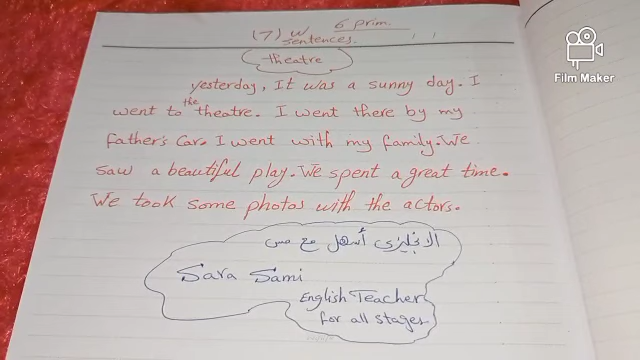 6 prim.
(7) W
sentences.
theatre
yesterday, It was a sunny day. I
went to the theatre. I went there by my
father's car. I went with my family. We
saw a beautiful play. We spent a great time.
We took some photos with the actors.
الانجليزى أسهل مع مس
Sara Sami
English Teacher
for all stages
Film Maker